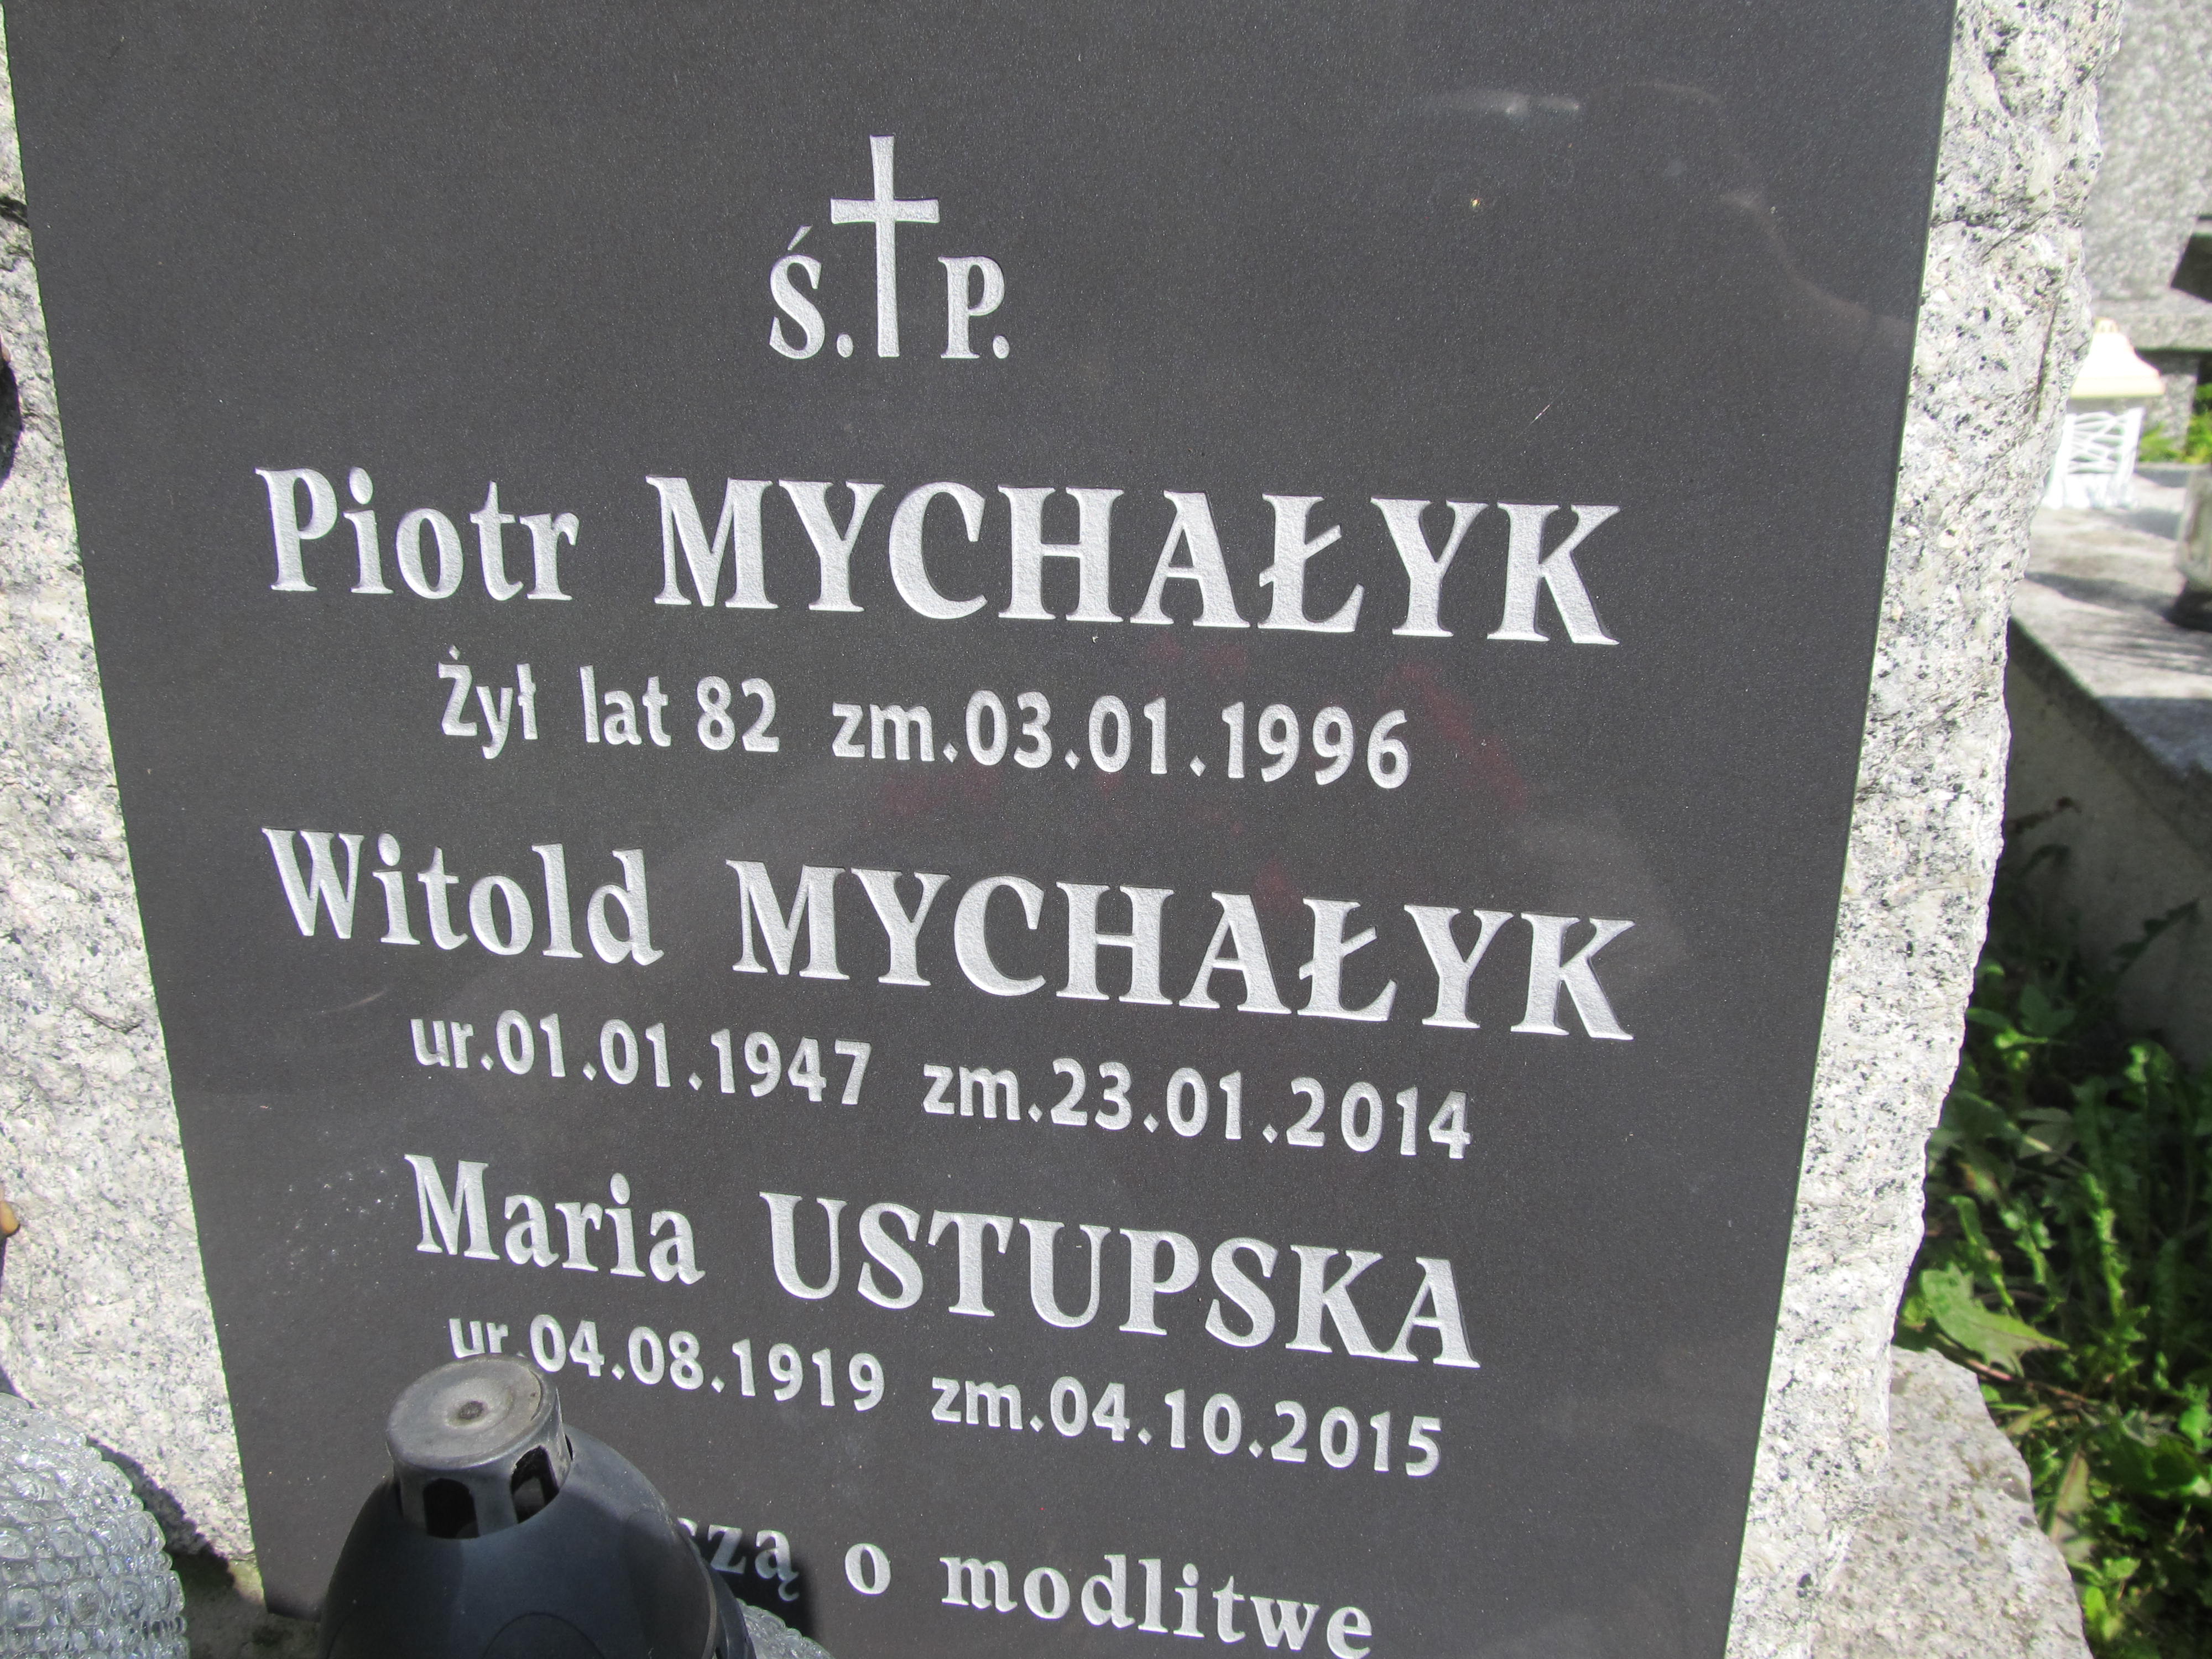 Ś.P.
Piotr MYCHAŁYK
Żył lat 82 zm.03.01.1996
Witold MYCHAŁYK
ur.01.01.1947 zm.23.01.2014
Maria USTUPSKA
ur.04.08.1919 zm.04.10.2015
o modlitwe